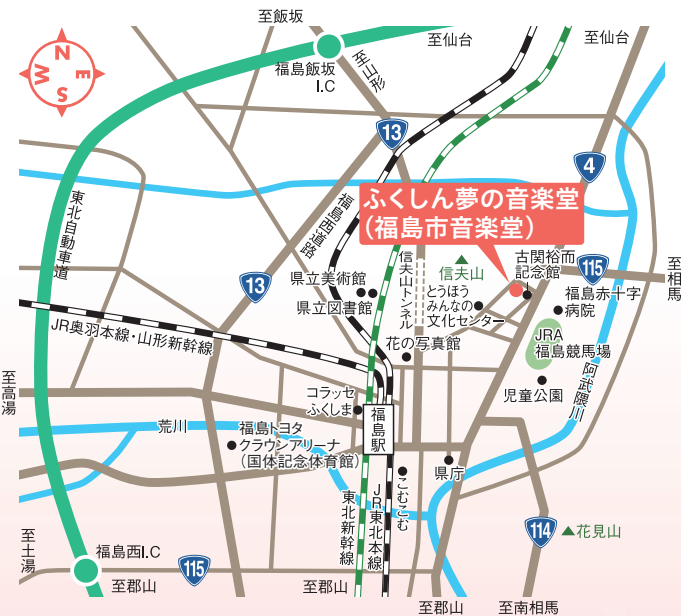 至飯坂
至仙台
至仙台
N
E
W
S
福島飯坂
I.C
至山形
13
4
東北自動車道
福島西道路
ふくしん夢の音楽堂
(福島市音楽堂)
信夫山
古関裕而
記念館
115
至相馬
13
県立美術館
県立図書館
信夫山トンネル
とうほう
みんなの
文化センター
福島赤十字
病院
JR奥羽本線・山形新幹線
花の写真館
JRA
福島競馬場
至高湯
コラッセ
ふくしま
児童公園
阿武隈川
荒川
福島トヨタ
クラウンアリーナ
(国体記念体育館)
福島駅
県庁
こむこむ
東北新幹線
JR東北本線
至土湯
福島西I.C
115
114
花見山
至郡山
至郡山
至郡山
至南相馬